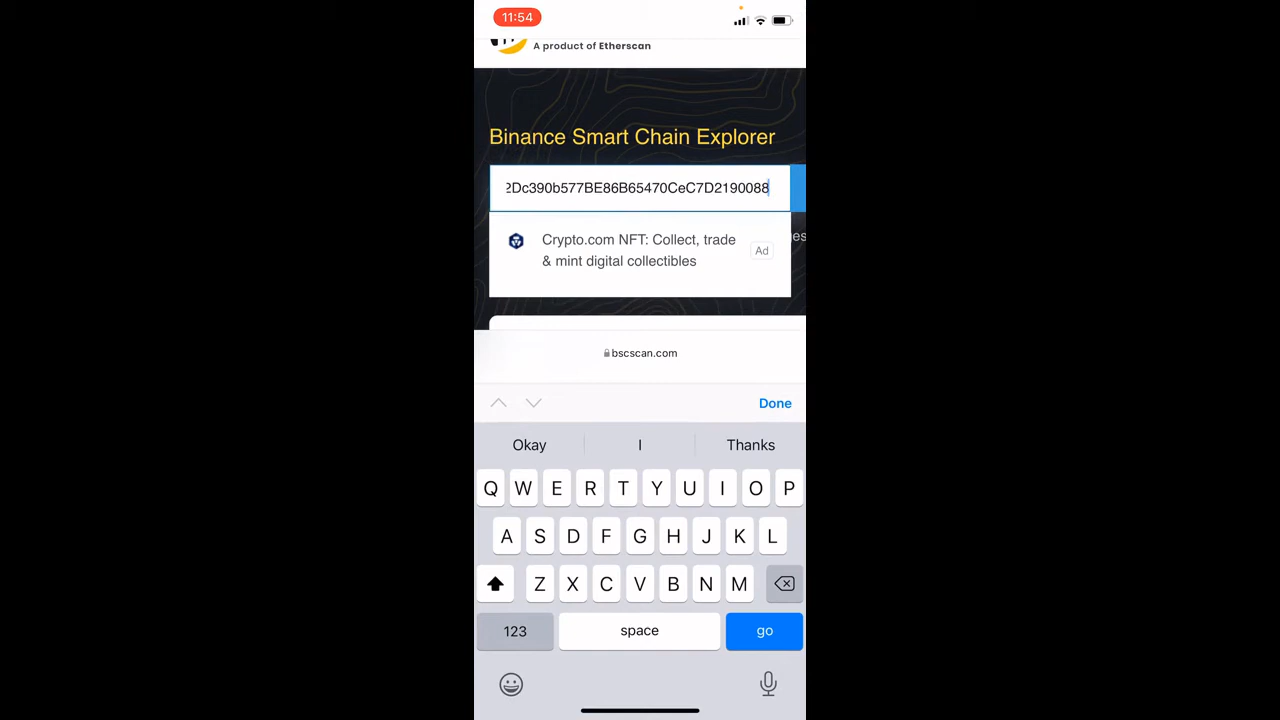 11:54
A product of Etherscan
Binance Smart Chain Explorer
2Dc390b577BE86B65470CeC7D2190088
Crypto.com NFT: Collect, trade
& mint digital collectibles
Ad
es
bscscan.com
Done
Okay I Thanks
Q W E R T Y U I O P
A S D F G H J K L
Z X C V B N M
123 space go